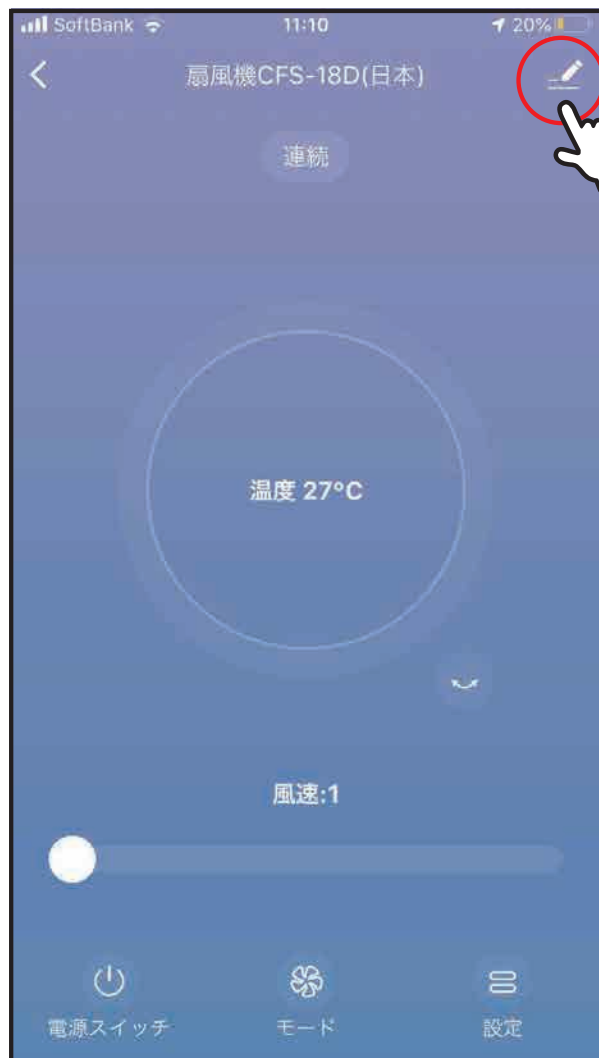 SoftBank 11:10 20%
扇風機CFS-18D(日本)
連続
温度 27°C
風速:1
電源スイッチ モード 設定